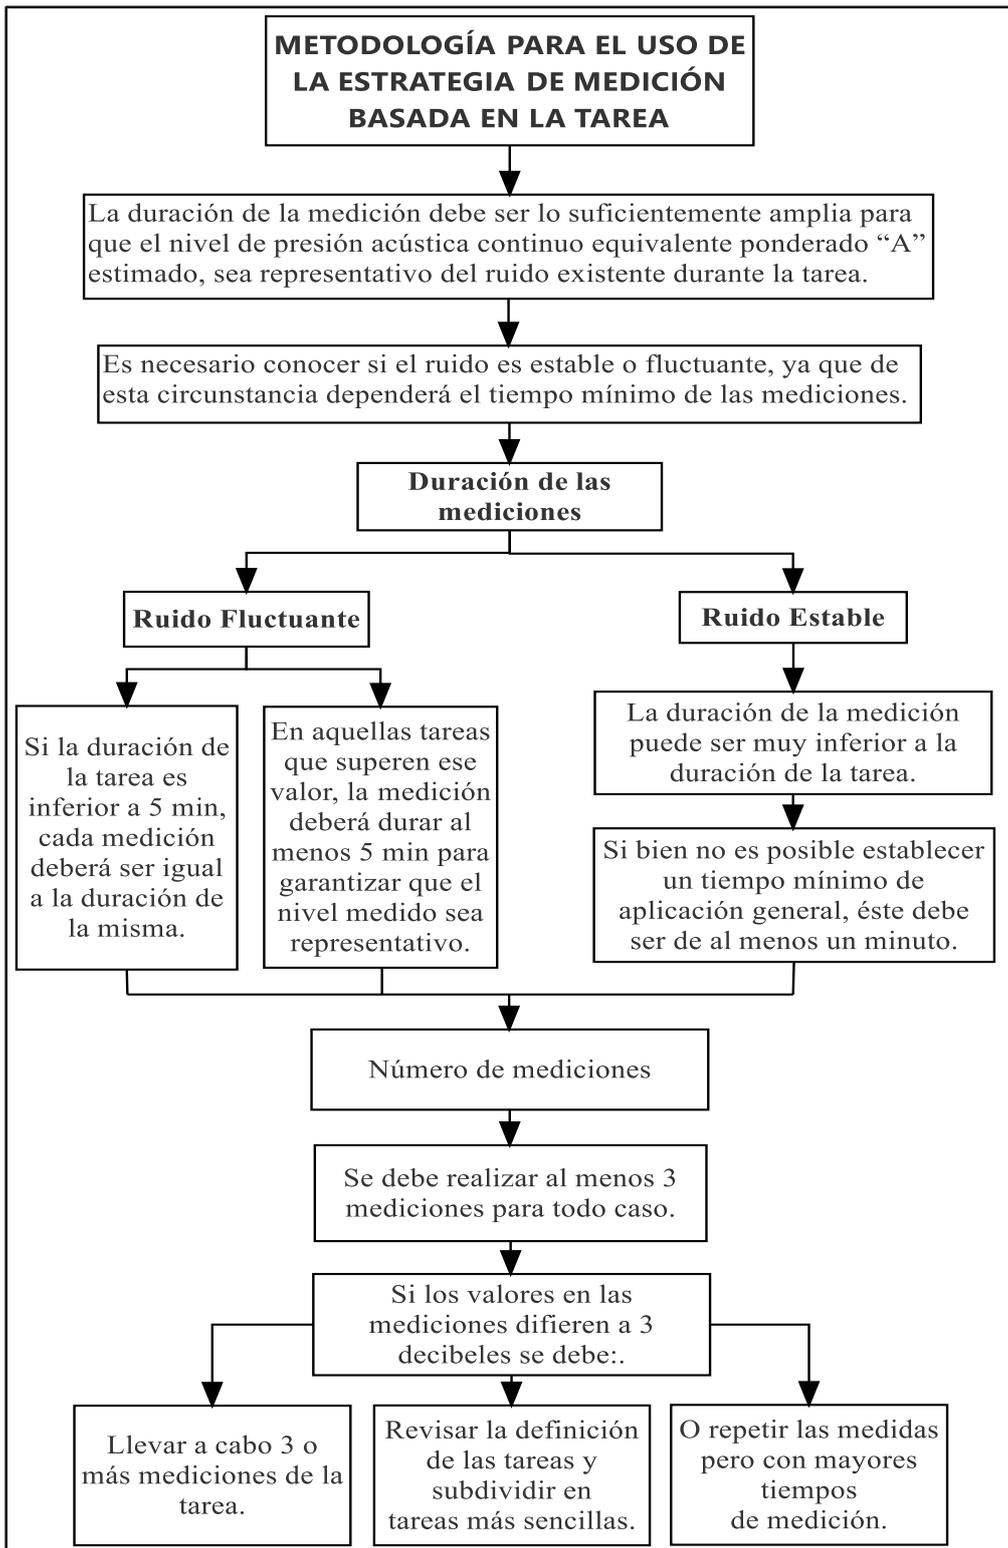 METODOLOGÍA PARA EL USO DE
LA ESTRATEGIA DE MEDICIÓN
BASADA EN LA TAREA
La duración de la medición debe ser lo suficientemente amplia para
que el nivel de presión acústica continuo equivalente ponderado “A”
estimado, sea representativo del ruido existente durante la tarea.
Es necesario conocer si el ruido es estable o fluctuante, ya que de
esta circunstancia dependerá el tiempo mínimo de las mediciones.
Duración de las
mediciones
Ruido Fluctuante
Si la duración de
la tarea es
inferior a 5 min,
cada medición
deberá ser igual
a la duración de
la misma.
En aquellas tareas
que superen ese
valor, la medición
deberá durar al
menos 5 min para
garantizar que el
nivel medido sea
representativo.
Ruido Estable
La duración de la medición
puede ser muy inferior a la
duración de la tarea.
Si bien no es posible establecer
un tiempo mínimo de
aplicación general, éste debe
ser de al menos un minuto.
Número de mediciones
Se debe realizar al menos 3
mediciones para todo caso.
Si los valores en las
mediciones difieren a 3
decibeles se debe:.
Llevar a cabo 3 o
más mediciones de la
tarea.
Revisar la definición
de las tareas y
subdividir en
tareas más sencillas.
O repetir las medidas
pero con mayores
tiempos
de medición.